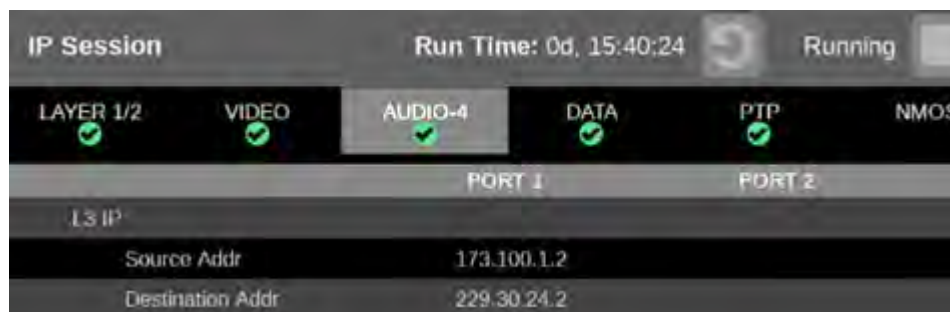 IP Session Run Time: 0d, 15:40:24 Running
LAYER 1/2 VIDEO AUDIO-4 DATA PTP NMOS
PORT 1 PORT 2
L3 IP
Source Addr 173.100.1.2
Destination Addr 229.30.24.2